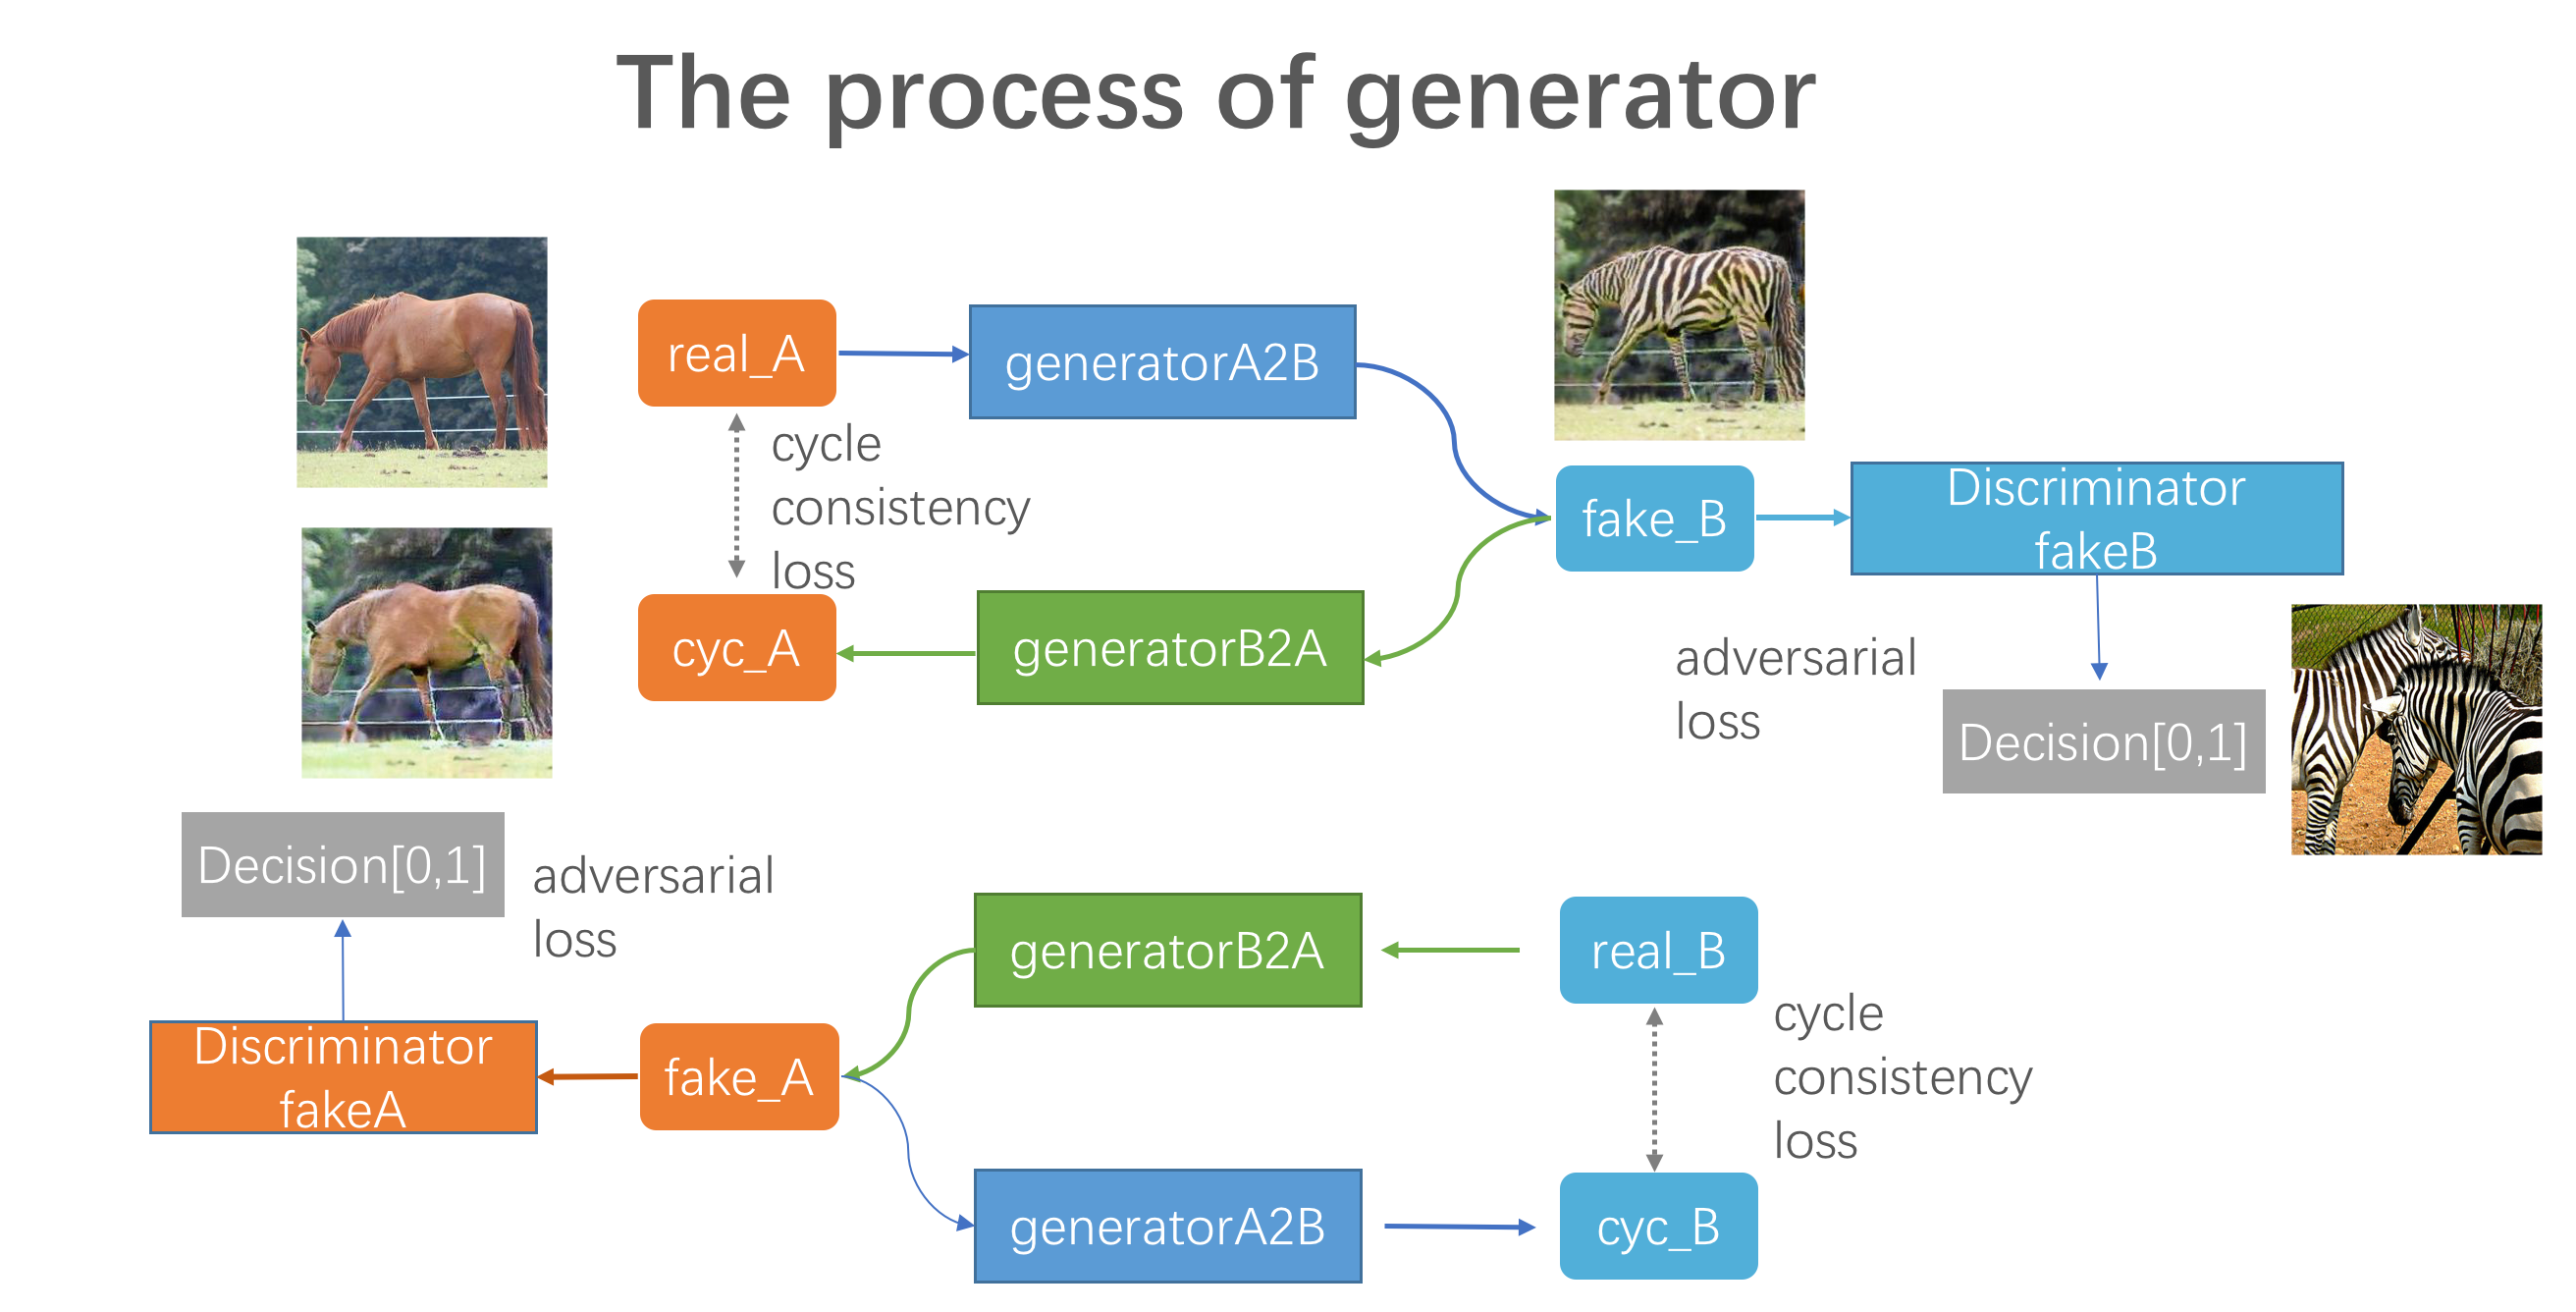 The process of generator
real_A
generatorA2B
cycle
consistency
loss
fake_B
Discriminator
fakeB
cyc_A
generatorB2A
adversarial
loss
Decision[0,1]
Decision[0,1]
adversarial
loss
generatorB2A
real_B
cycle
consistency
loss
Discriminator
fakeA
fake_A
generatorA2B
cyc_B